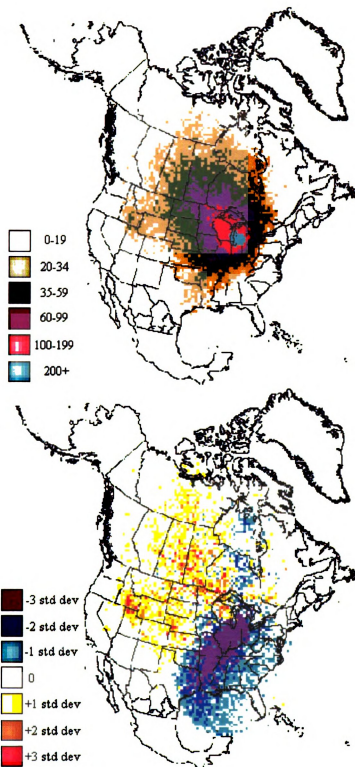 0-19
20-34
35-59
60-99
100-199
200+
-3 std dev
-2 std dev
-1 std dev
0
+1 std dev
+2 std dev
+3 std dev